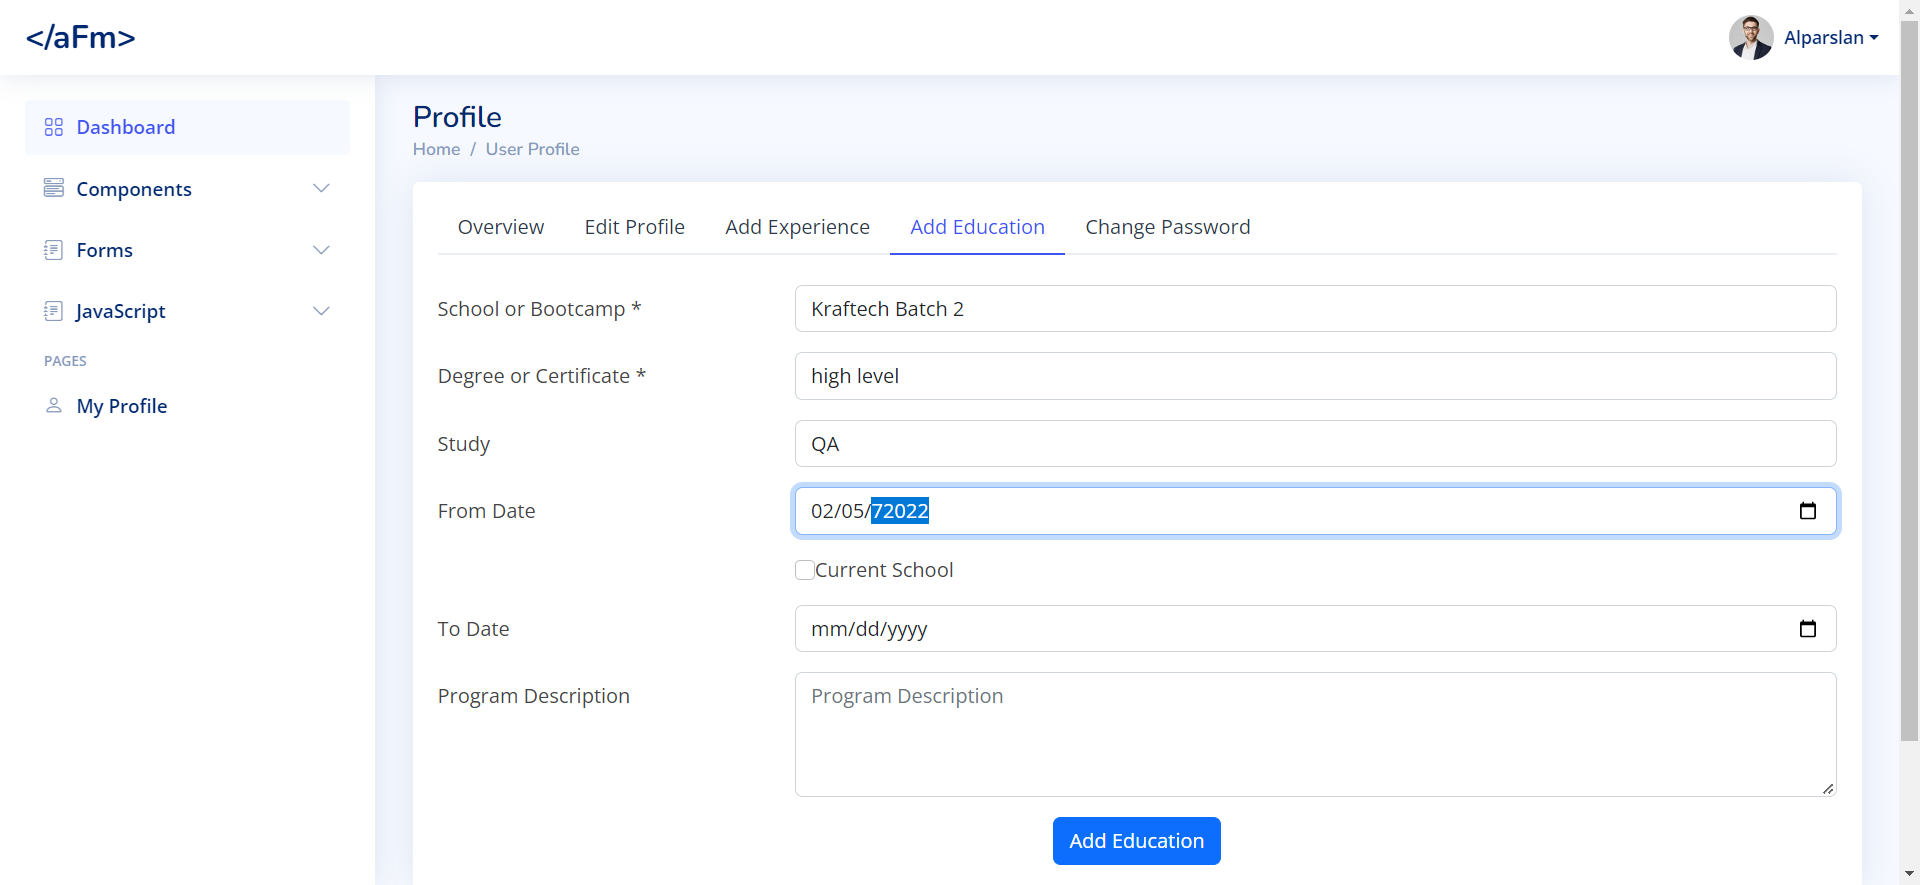 </aFm>
Alparslan
Dashboard
Components
Forms
JavaScript
PAGES
My Profile
Profile
Home / User Profile
Overview Edit Profile Add Experience Add Education Change Password
School or Bootcamp * Kraftech Batch 2
Degree or Certificate * high level
Study QA
From Date 02/05/72022
Current School
To Date mm/dd/yyyy
Program Description Program Description
Add Education